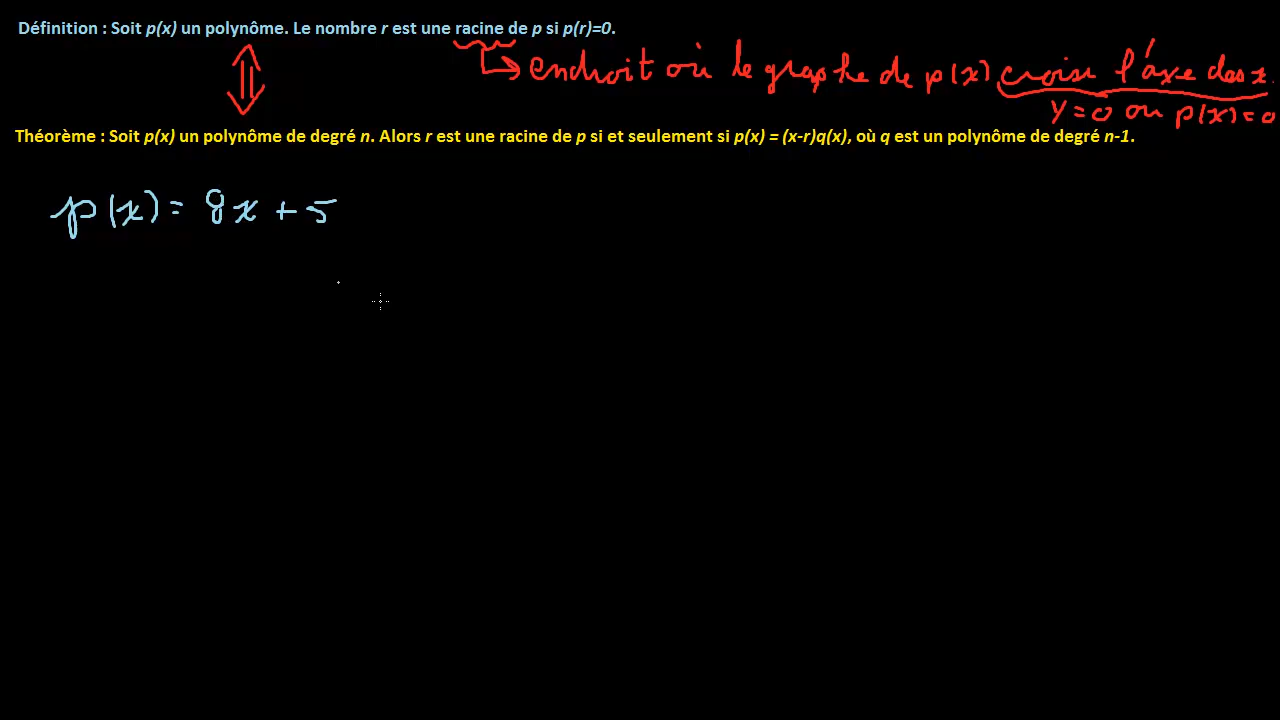 Définition : Soit p(x) un polynôme. Le nombre r est une racine de p si p(r)=0.
endroit où le graphe de p(x) croise l'axe des x.
y=0 ou p(x)=0
Théorème : Soit p(x) un polynôme de degré n. Alors r est une racine de p si et seulement si p(x) = (x-r)q(x), où q est un polynôme de degré n-1.
p(x) = 8x + 5